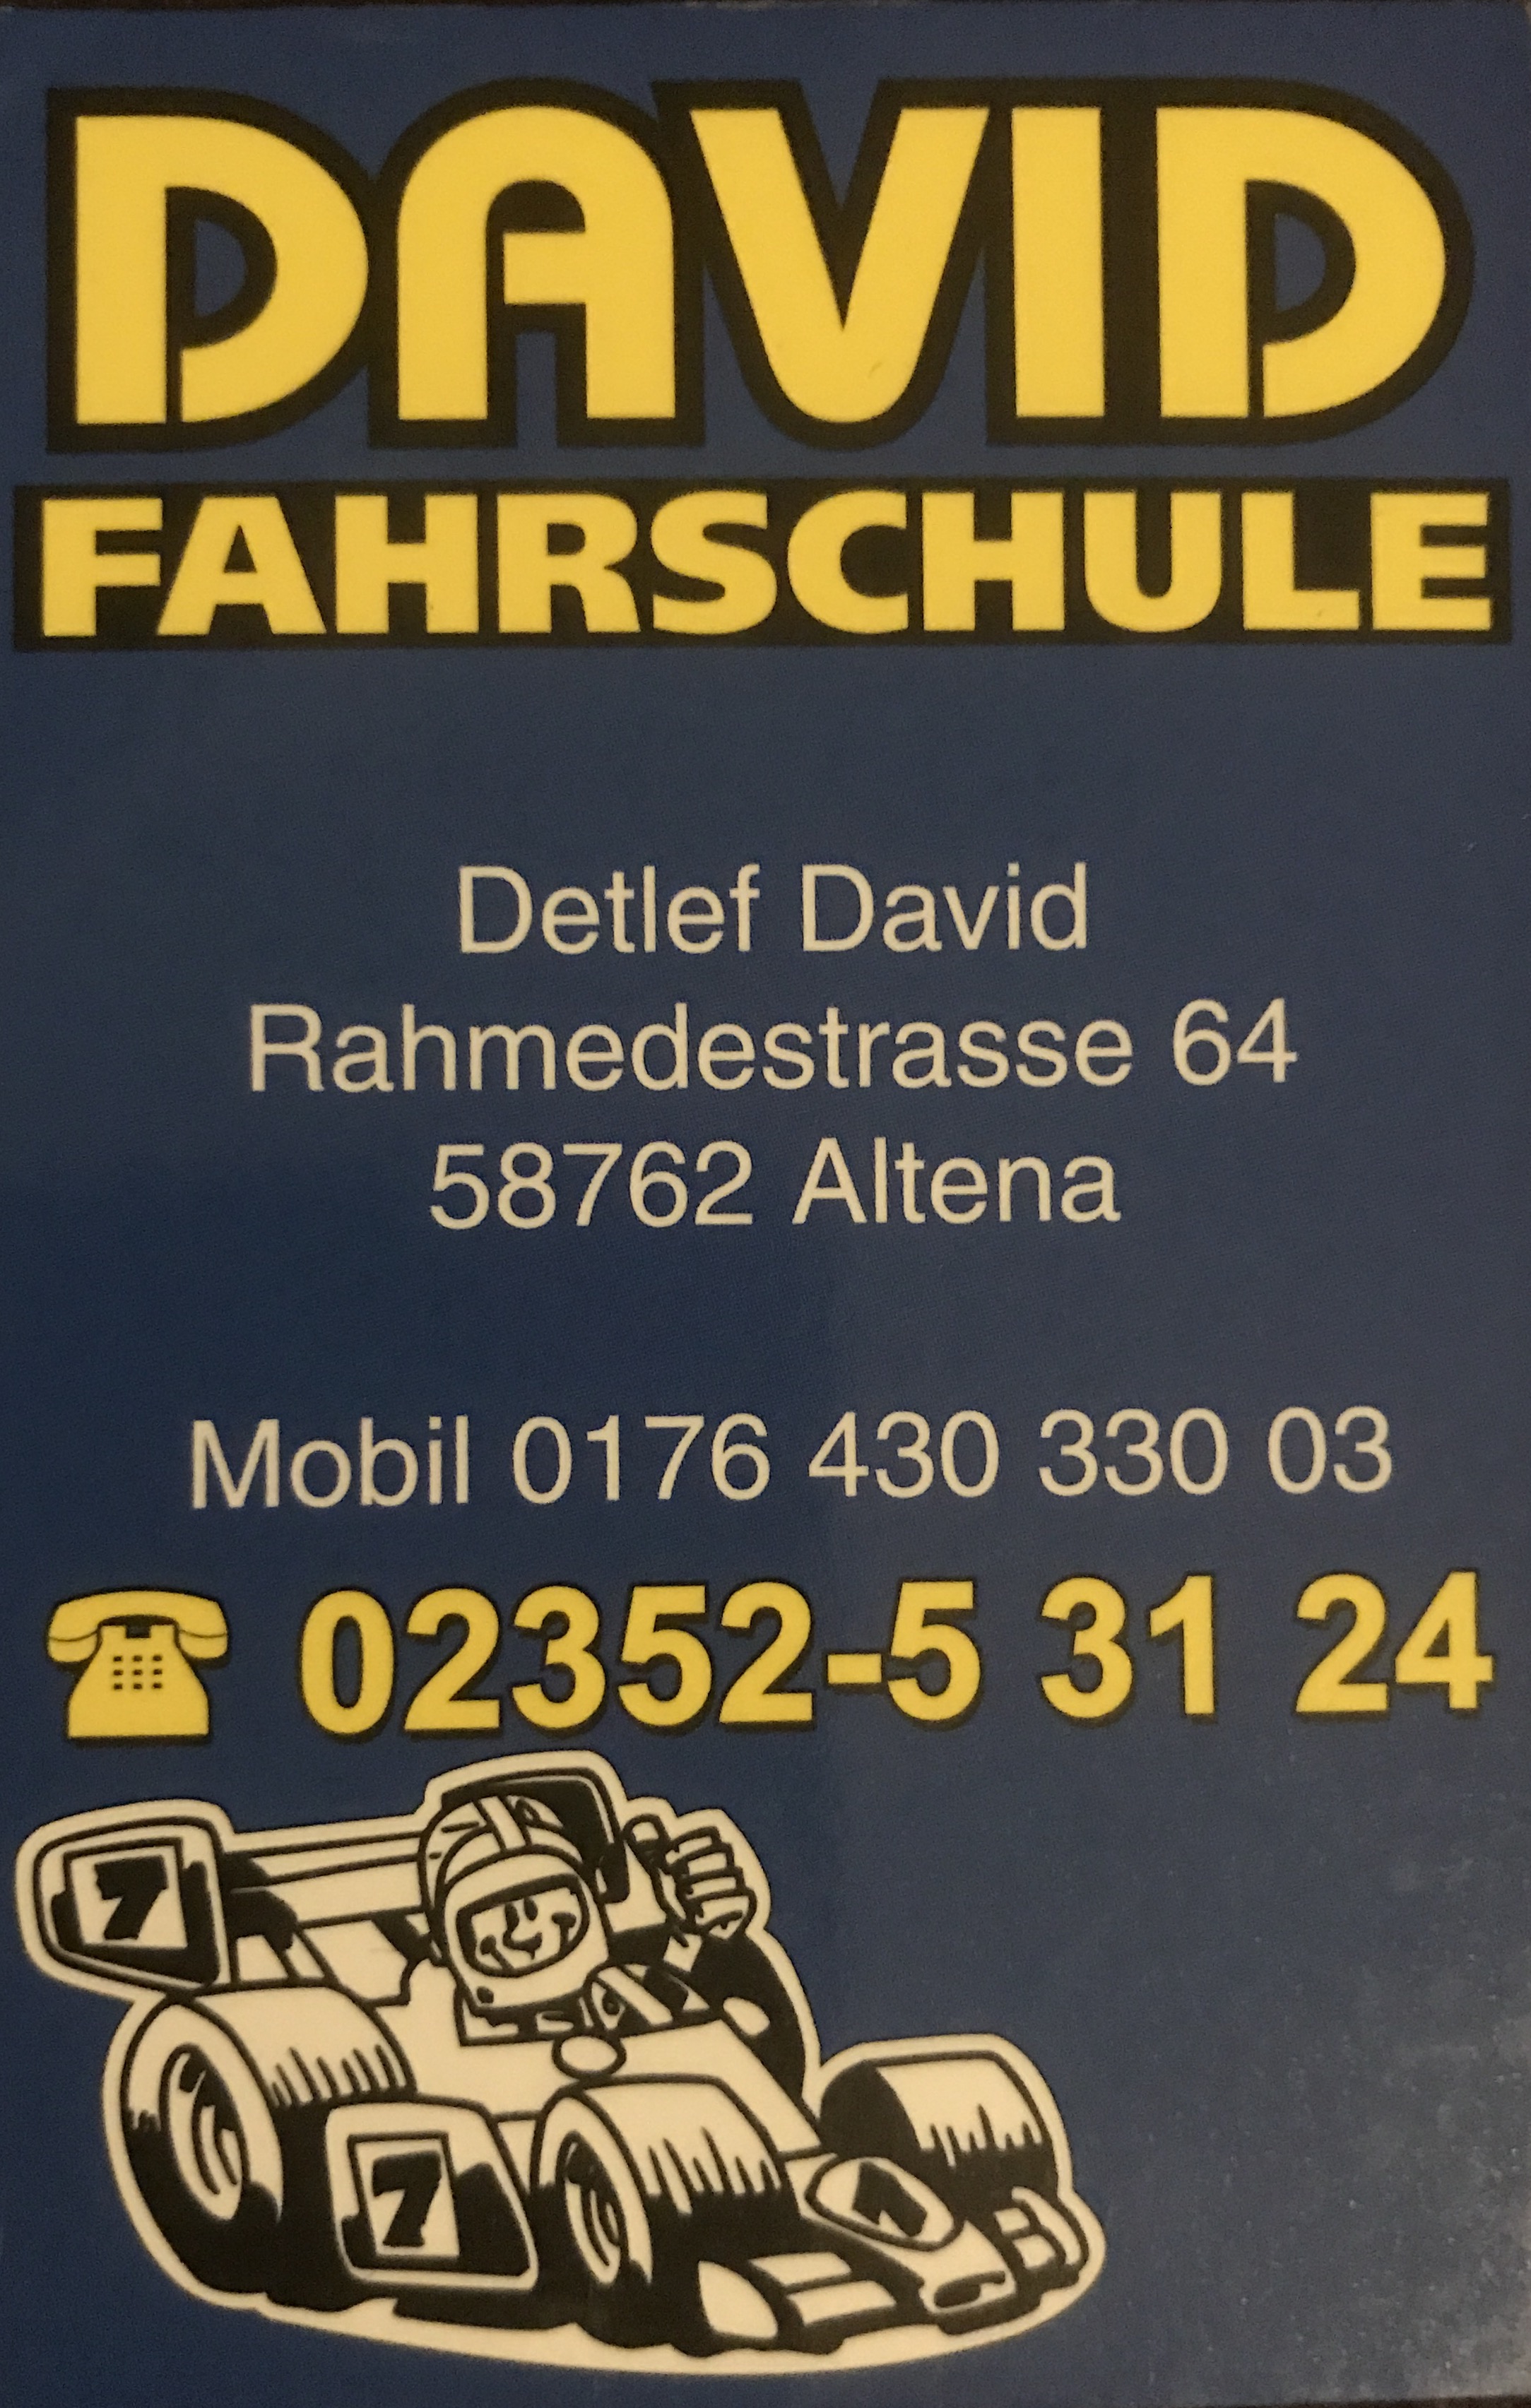 DAVID
FAHRSCHULE
Detlef David
Rahmedestrasse 64
58762 Altena
Mobil 0176 430 330 03
☎ 02352-5 31 24
7
7
7